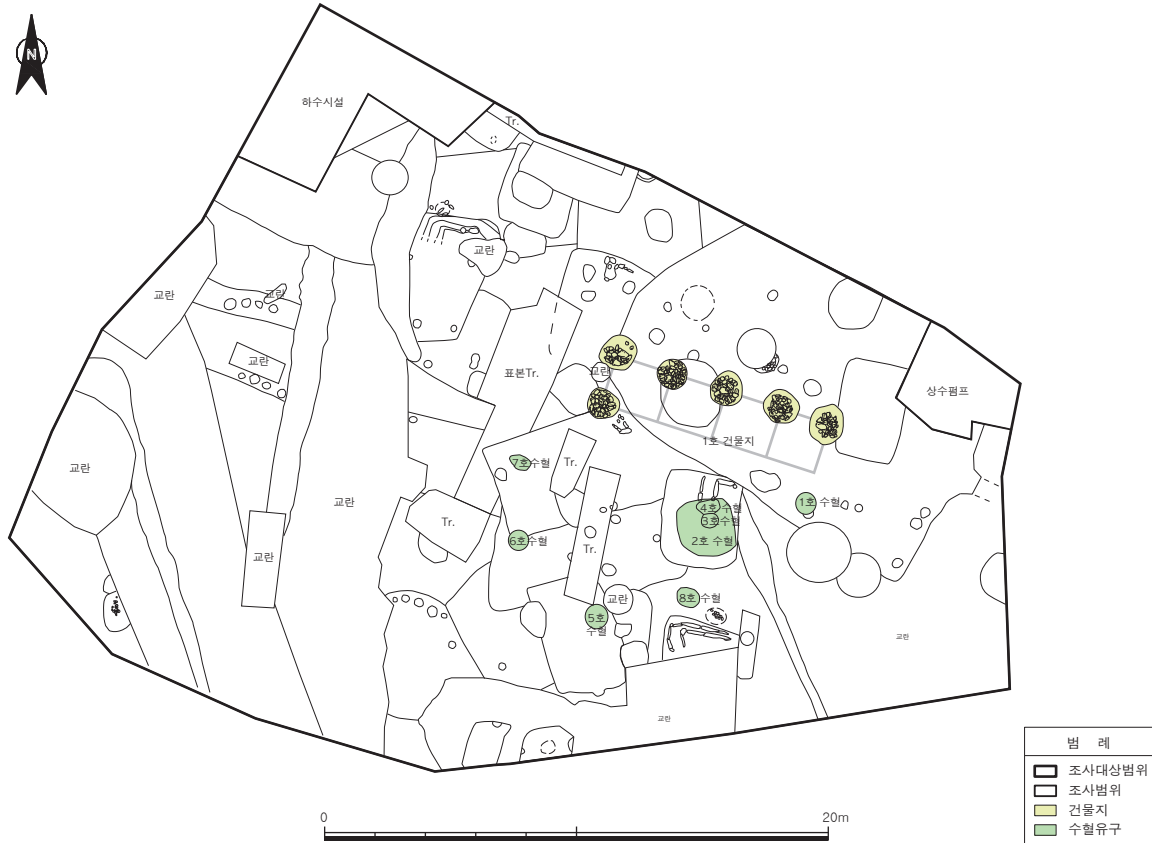 N
하수시설
Tr.
교란
교란
교란
교란
표본Tr.
교란
상수펌프
1호 건물지
교란
7호수혈
Tr.
교란
1호 수혈
4호수혈
3호수혈
Tr.
6호수혈
2호 수혈
Tr.
교란
8호수혈
교란
5호
수혈
교란
교란
범 례
조사대상범위
조사범위
건물지
수혈유구
0
20m